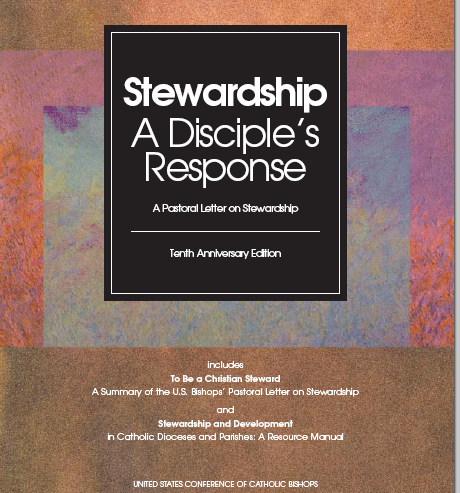 Stewardship
A Disciple's
Response
A Pastoral Letter on Stewardship
Tenth Anniversary Edition
includes
To Be a Christian Steward
A Summary of the U.S. Bishops' Pastoral Letter on Stewardship
and
Stewardship and Development
in Catholic Dioceses and Parishes: A Resource Manual
UNITED STATES CONFERENCE OF CATHOLIC BISHOPS